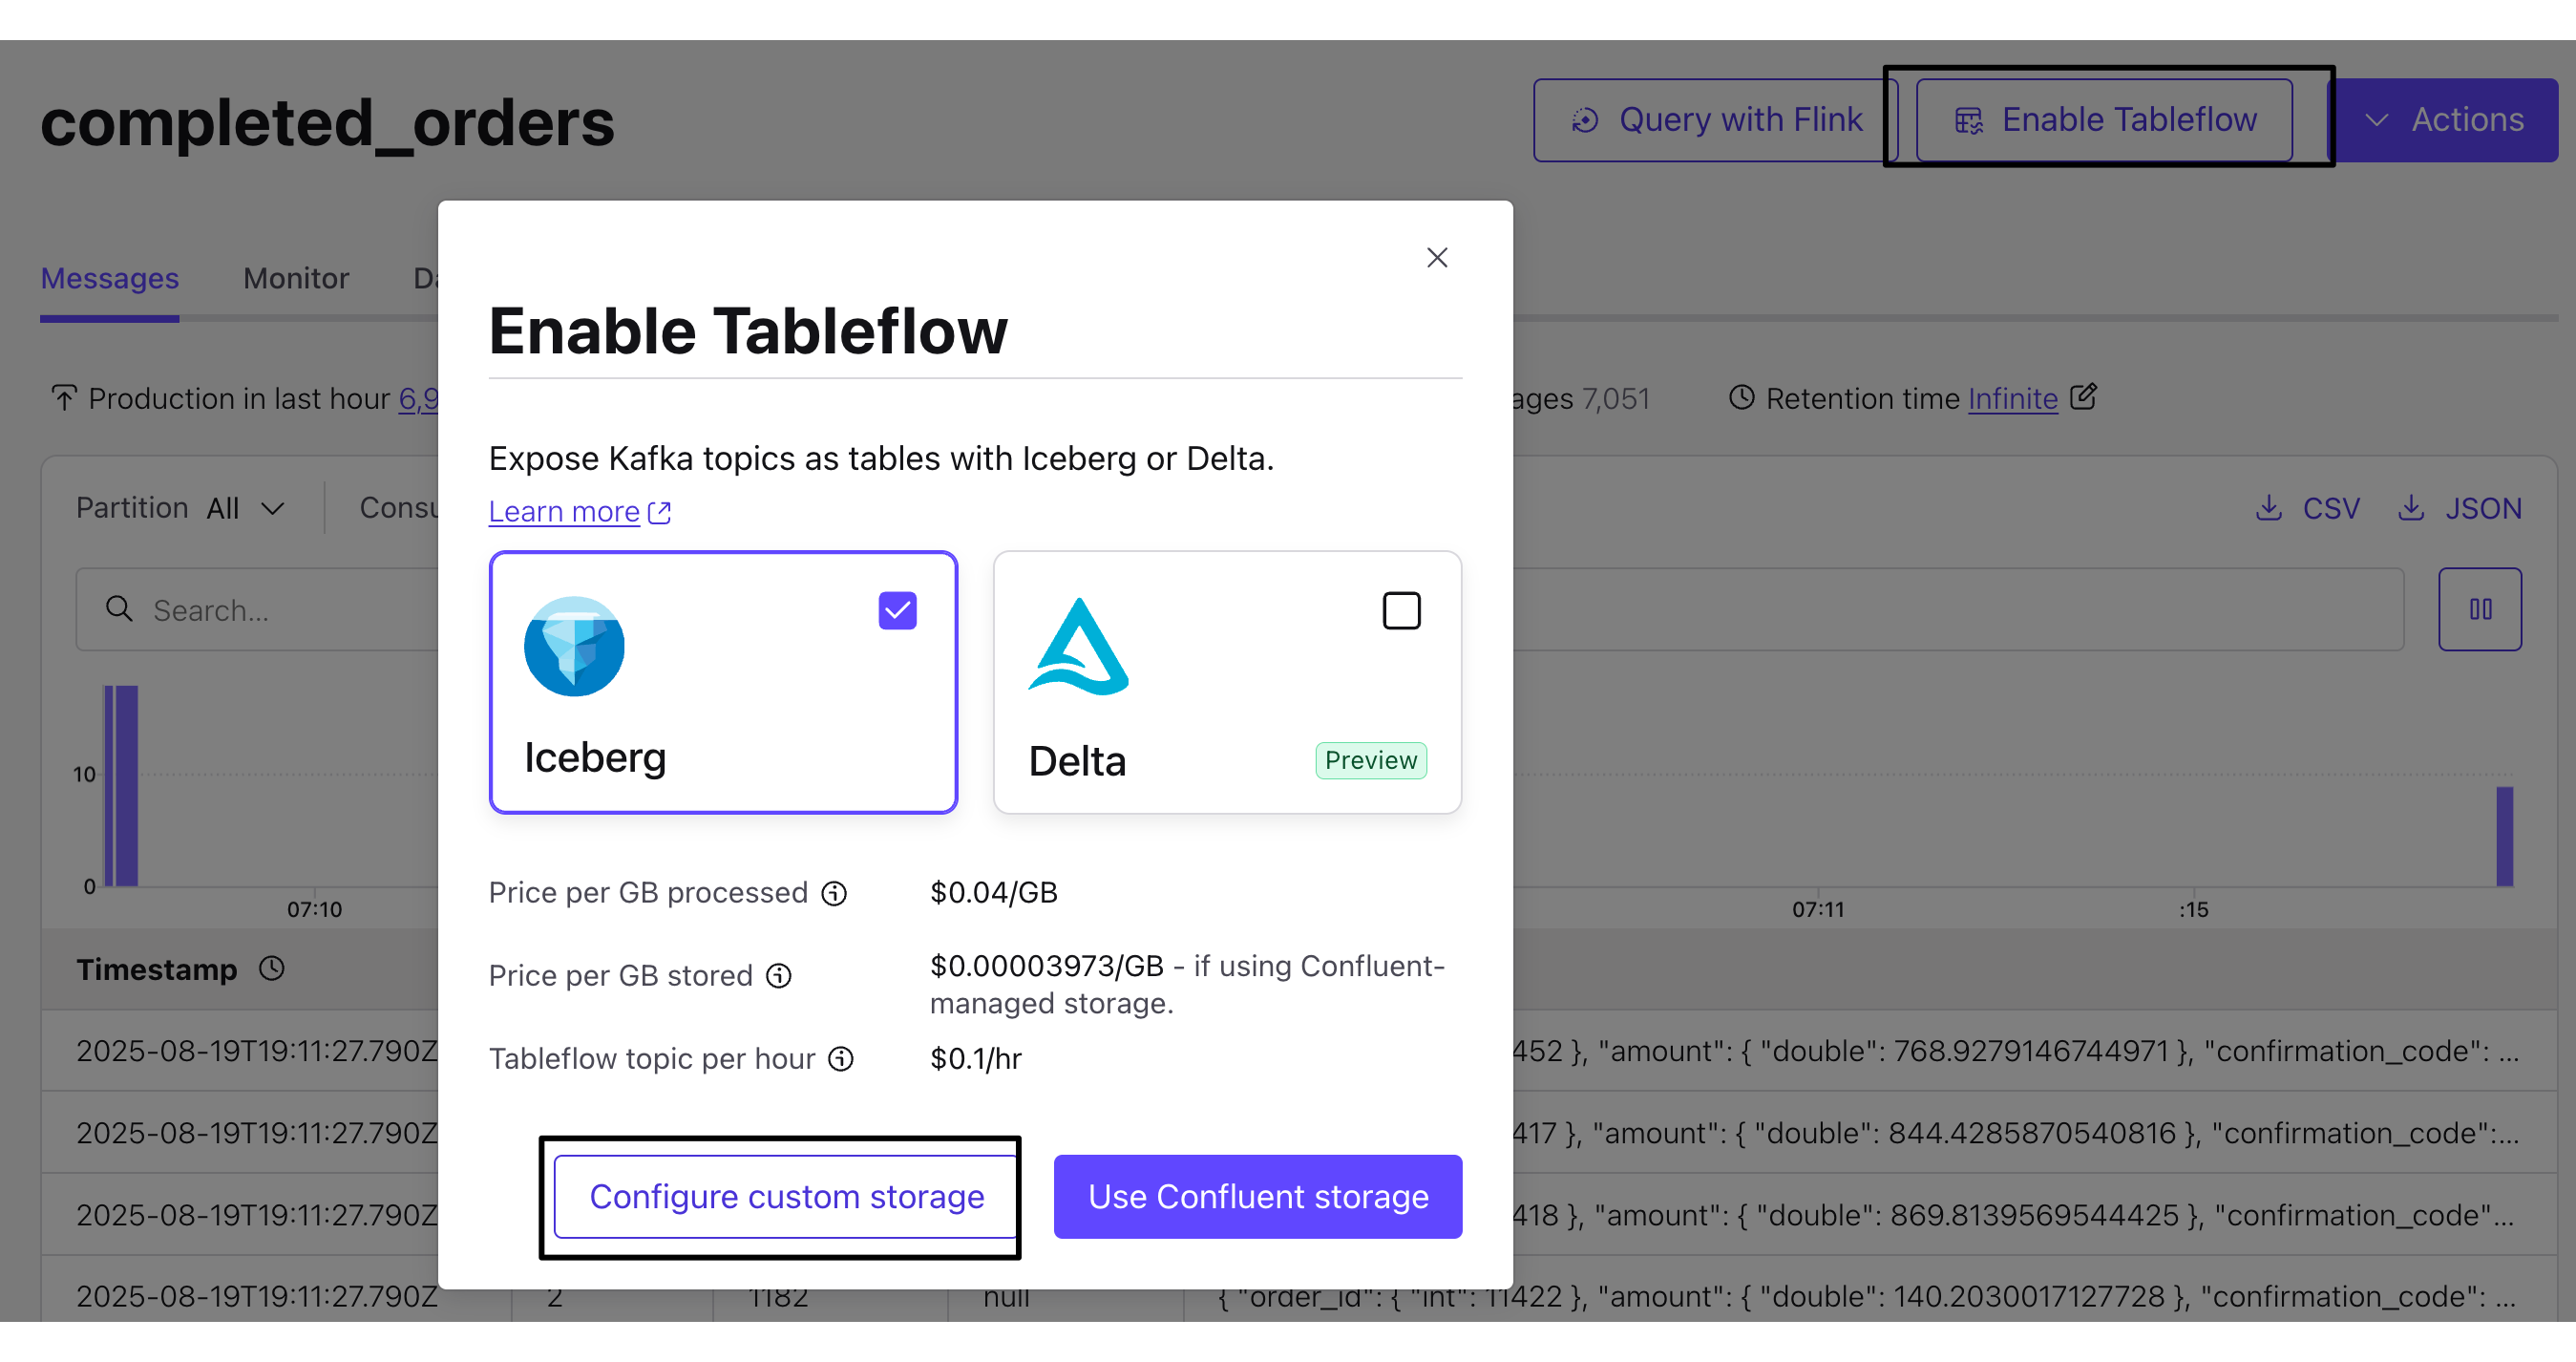 completed_orders
Query with Flink
Enable Tableflow
Actions
Messages
Monitor
Enable Tableflow
Expose Kafka topics as tables with Iceberg or Delta.
Learn more
Production in last hour 6,9
7,051
Retention time Infinite
Partition All
CSV
JSON
Search...
Iceberg
Delta
Preview
10
0
07:10
07:11
:15
Price per GB processed
$0.04/GB
Price per GB stored
$0.00003973/GB - if using Confluent-
managed storage.
Tableflow topic per hour
$0.1/hr
Configure custom storage
Use Confluent storage
Timestamp
2025-08-19T19:11:27.790Z
452 }, "amount": { "double": 768.9279146744971 }, "confirmation_code": ...
2025-08-19T19:11:27.790Z
417 }, "amount": { "double": 844.4285870540816 }, "confirmation_code":...
2025-08-19T19:11:27.790Z
418 }, "amount": { "double": 869.8139569544425 }, "confirmation_code"...
2025-08-19T19:11:27.790Z
2
1182
null
{ "order_id": { "int": 11422 }, "amount": { "double": 140.2030017127728 }, "confirmation_code": ...